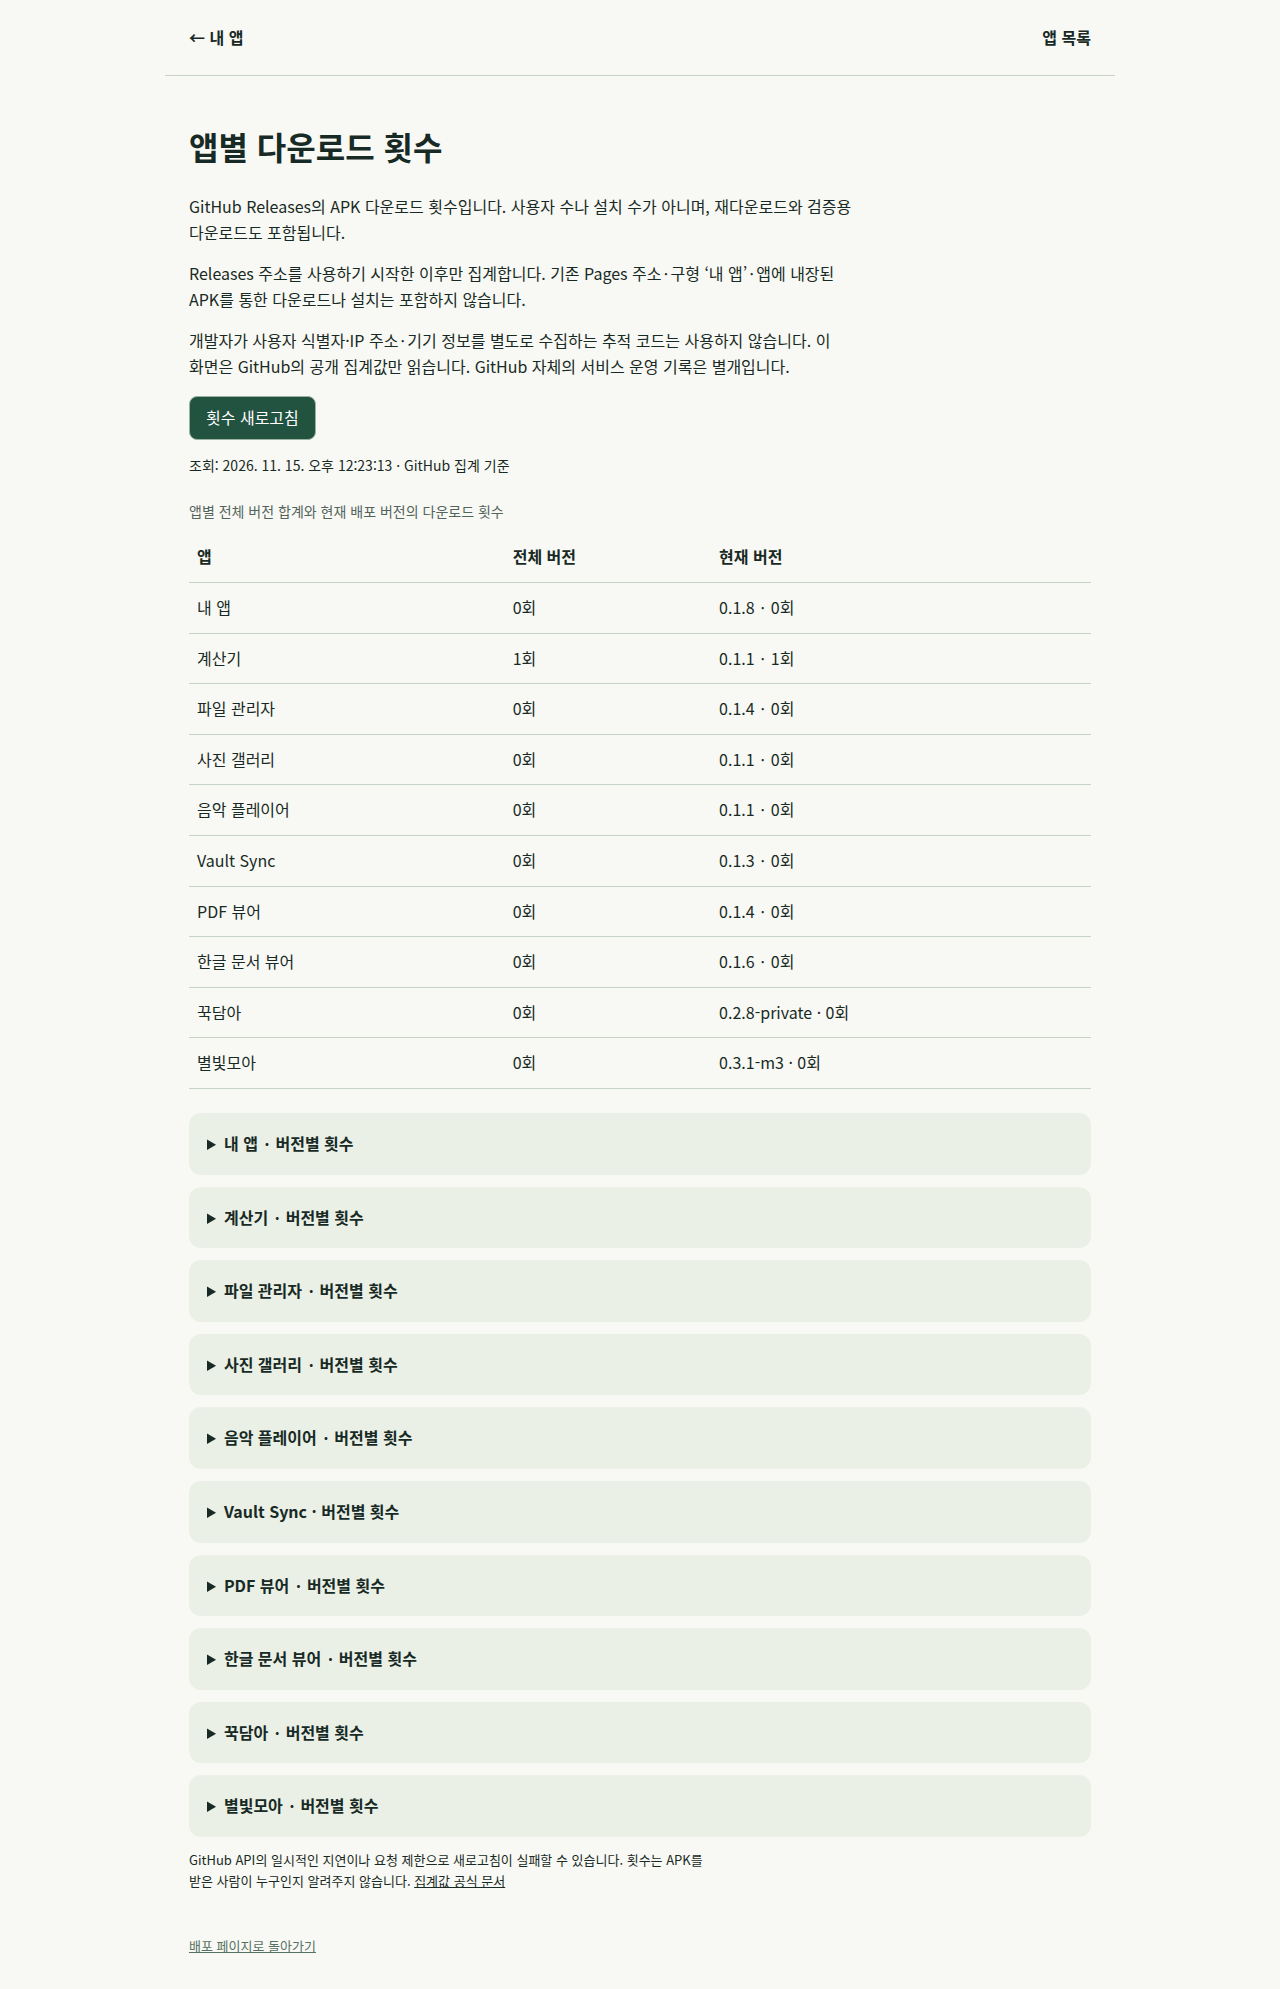 ← 내 앱
앱 목록
앱별 다운로드 횟수
GitHub Releases의 APK 다운로드 횟수입니다. 사용자 수나 설치 수가 아니며, 재다운로드와 검증용
다운로드도 포함됩니다.
Releases 주소를 사용하기 시작한 이후만 집계합니다. 기존 Pages 주소·구형 ‘내 앱’·앱에 내장된
APK를 통한 다운로드나 설치는 포함하지 않습니다.
개발자가 사용자 식별자·IP 주소·기기 정보를 별도로 수집하는 추적 코드는 사용하지 않습니다. 이
화면은 GitHub의 공개 집계값만 읽습니다. GitHub 자체의 서비스 운영 기록은 별개입니다.
횟수 새로고침
조회: 2026. 11. 15. 오후 12:23:13 · GitHub 집계 기준
앱별 전체 버전 합계와 현재 배포 버전의 다운로드 횟수
앱 전체 버전 현재 버전
내 앱 0회 0.1.8 · 0회
계산기 1회 0.1.1 · 1회
파일 관리자 0회 0.1.4 · 0회
사진 갤러리 0회 0.1.1 · 0회
음악 플레이어 0회 0.1.1 · 0회
Vault Sync 0회 0.1.3 · 0회
PDF 뷰어 0회 0.1.4 · 0회
한글 문서 뷰어 0회 0.1.6 · 0회
꾹담아 0회 0.2.8-private · 0회
별빛모아 0회 0.3.1-m3 · 0회
▶ 내 앱 · 버전별 횟수
▶ 계산기 · 버전별 횟수
▶ 파일 관리자 · 버전별 횟수
▶ 사진 갤러리 · 버전별 횟수
▶ 음악 플레이어 · 버전별 횟수
▶ Vault Sync · 버전별 횟수
▶ PDF 뷰어 · 버전별 횟수
▶ 한글 문서 뷰어 · 버전별 횟수
▶ 꾹담아 · 버전별 횟수
▶ 별빛모아 · 버전별 횟수
GitHub API의 일시적인 지연이나 요청 제한으로 새로고침이 실패할 수 있습니다. 횟수는 APK를
받은 사람이 누구인지 알려주지 않습니다. 집계값 공식 문서
배포 페이지로 돌아가기